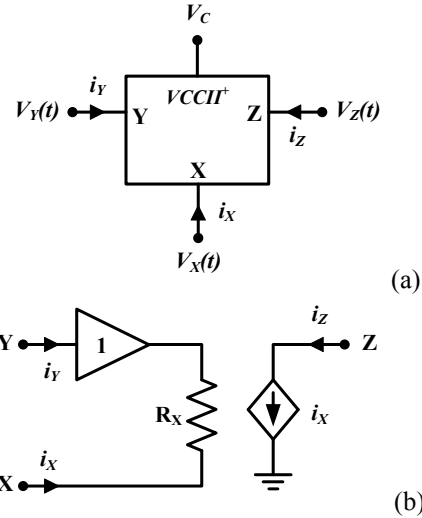 V_C
i_Y
VCCII⁺
V_Y(t)
Y
Z
V_Z(t)
i_Z
X
i_X
V_X(t)
(a)
Y
1
i_Z
Z
i_Y
R_X
i_X
i_X
X
(b)